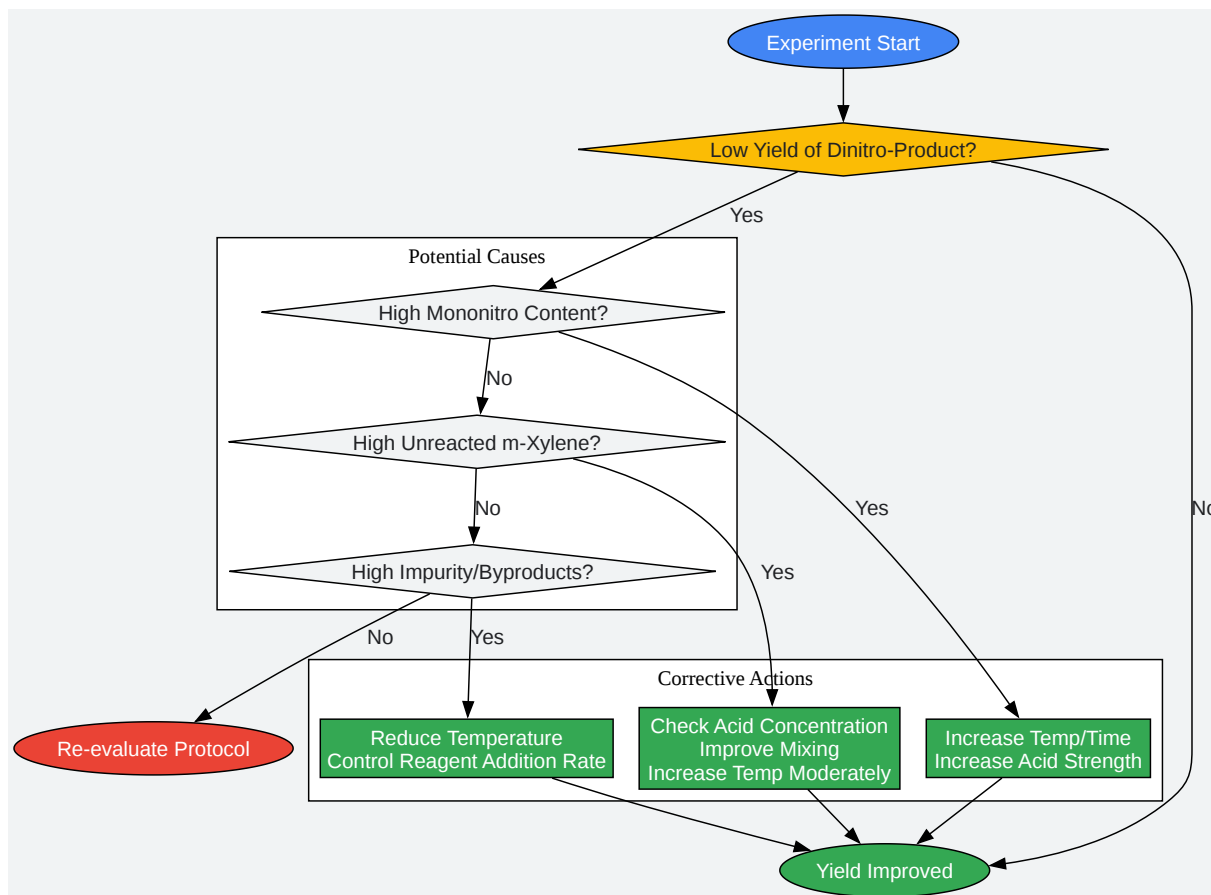 Experiment Start
Low Yield of Dinitro-Product?
Yes
No
Potential Causes
High Mononitro Content?
No
Yes
High Unreacted m-Xylene?
No
Yes
High Impurity/Byproducts?
No
Yes
Corrective Actions
Re-evaluate Protocol
Reduce Temperature
Control Reagent Addition Rate
Check Acid Concentration
Improve Mixing
Increase Temp Moderately
Increase Temp/Time
Increase Acid Strength
Yield Improved